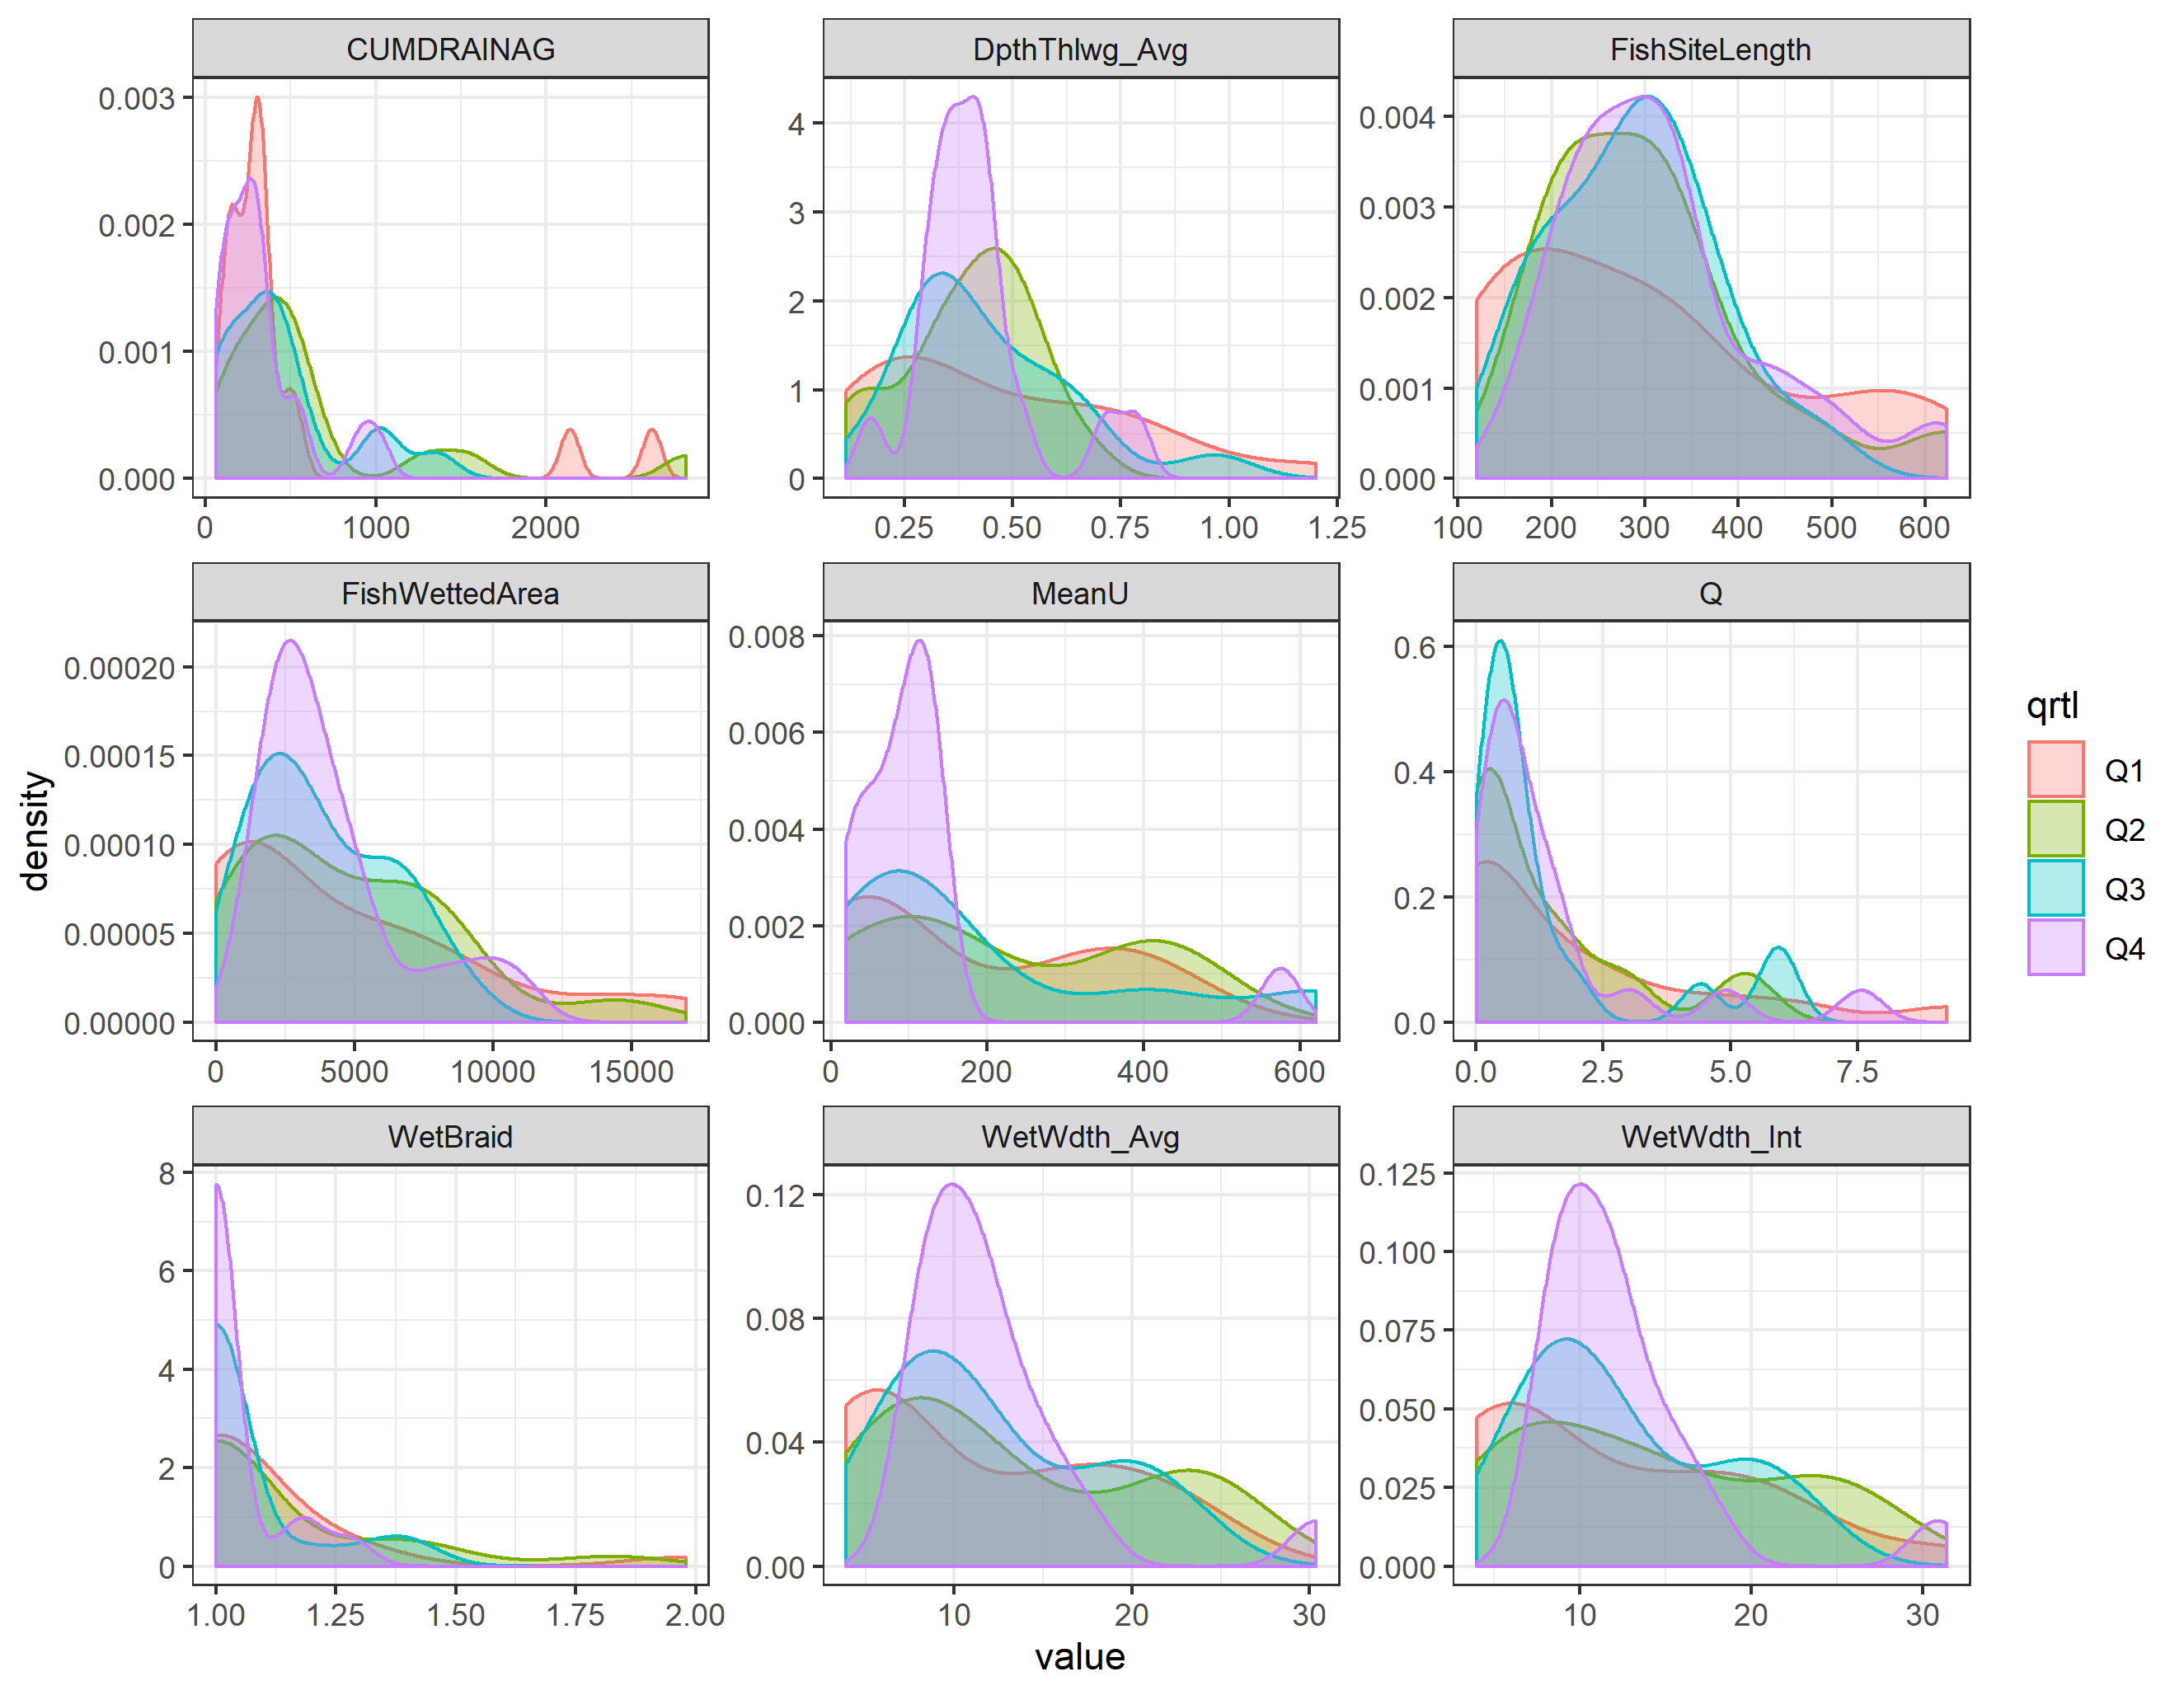 CUMDRAINAG
DpthThlwg_Avg
FishSiteLength
0.003
0.002
0.001
0.000
4
3
2
1
0
0.004
0.003
0.002
0.001
0.000
0 1000 2000
0.25 0.50 0.75 1.00 1.25
100 200 300 400 500 600
FishWettedArea
MeanU
Q
0.00020
0.00015
0.00010
0.00005
0.00000
0.008
0.006
0.004
0.002
0.000
0.6
0.4
0.2
0.0
0 5000 10000 15000
0 200 400 600
0.0 2.5 5.0 7.5
WetBraid
WetWdth_Avg
WetWdth_Int
8
6
4
2
0
0.12
0.08
0.04
0.00
0.125
0.100
0.075
0.050
0.025
0.000
1.00 1.25 1.50 1.75 2.00
10 20 30
10 20 30
density
value
qrtl
Q1
Q2
Q3
Q4